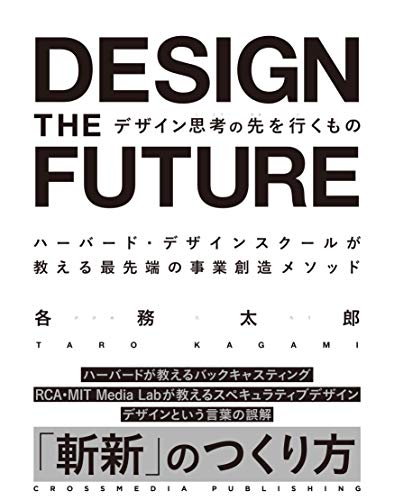 DESIGN
THE デザイン思考の先を行くもの
FUTURE
ハーバード・デザインスクールが
教える最先端の事業創造メソッド
各務太郎
TARO KAGAMI
ハーバードが教えるバックキャスティング
RCA・MIT Media Labが教えるスペキュラティブデザイン
デザインという言葉の誤解
「斬新」のつくり方
CROSSMEDIA PUBLISHING